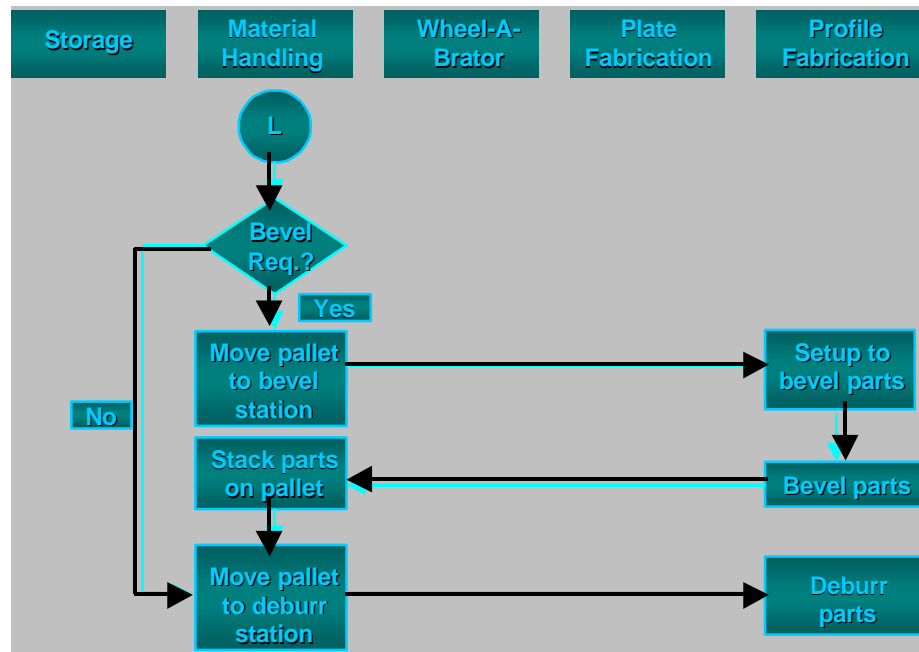 Storage
Material
Handling
Wheel-A-
Brator
Plate
Fabrication
Profile
Fabrication
L
Bevel
Req.?
Yes
Move pallet
to bevel
station
Setup to
bevel parts
No
Stack parts
on pallet
Bevel parts
Move pallet
to deburr
station
Deburr
parts